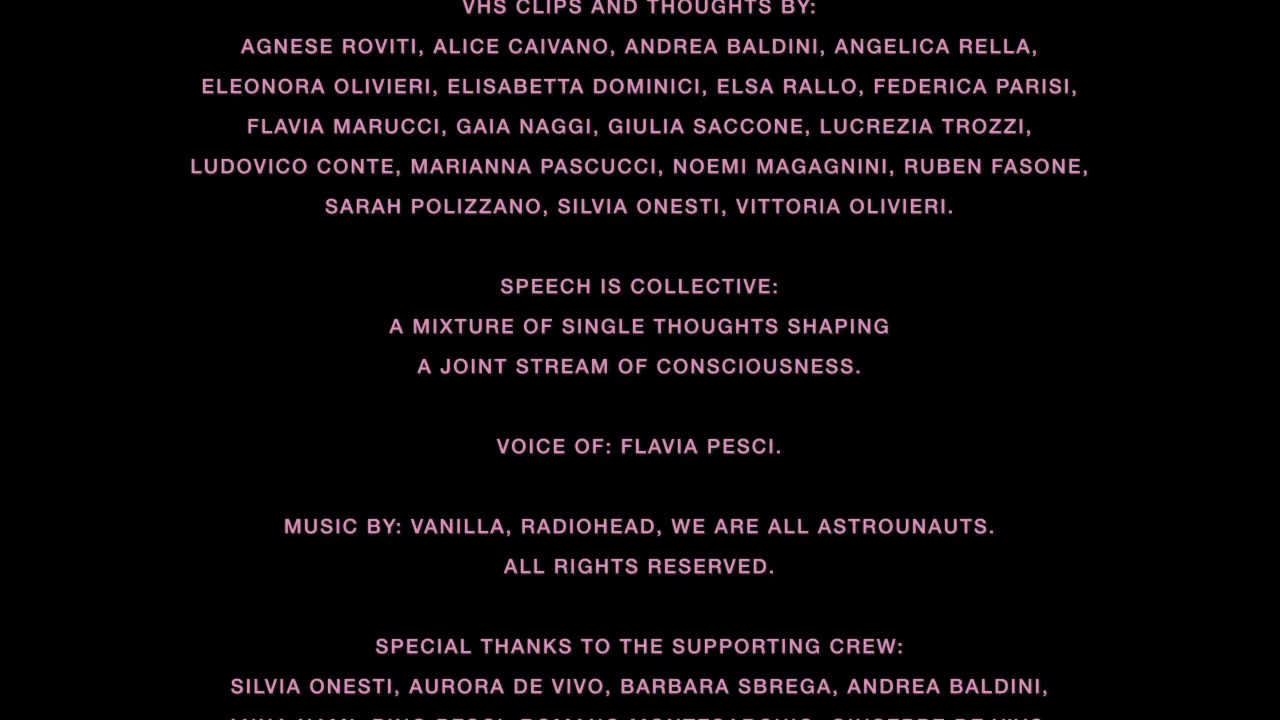 VHS CLIPS AND THOUGHTS BY:
AGNESE ROVITI, ALICE CAIVANO, ANDREA BALDINI, ANGELICA RELLA,
ELEONORA OLIVIERI, ELISABETTA DOMINICI, ELSA RALLO, FEDERICA PARISI,
FLAVIA MARUCCI, GAIA NAGGI, GIULIA SACCONE, LUCREZIA TROZZI,
LUDOVICO CONTE, MARIANNA PASCUCCI, NOEMI MAGAGNINI, RUBEN FASONE,
SARAH POLIZZANO, SILVIA ONESTI, VITTORIA OLIVIERI.
SPEECH IS COLLECTIVE:
A MIXTURE OF SINGLE THOUGHTS SHAPING
A JOINT STREAM OF CONSCIOUSNESS.
VOICE OF: FLAVIA PESCI.
MUSIC BY: VANILLA, RADIOHEAD, WE ARE ALL ASTROUNAUTS.
ALL RIGHTS RESERVED.
SPECIAL THANKS TO THE SUPPORTING CREW:
SILVIA ONESTI, AURORA DE VIVO, BARBARA SBREGA, ANDREA BALDINI,